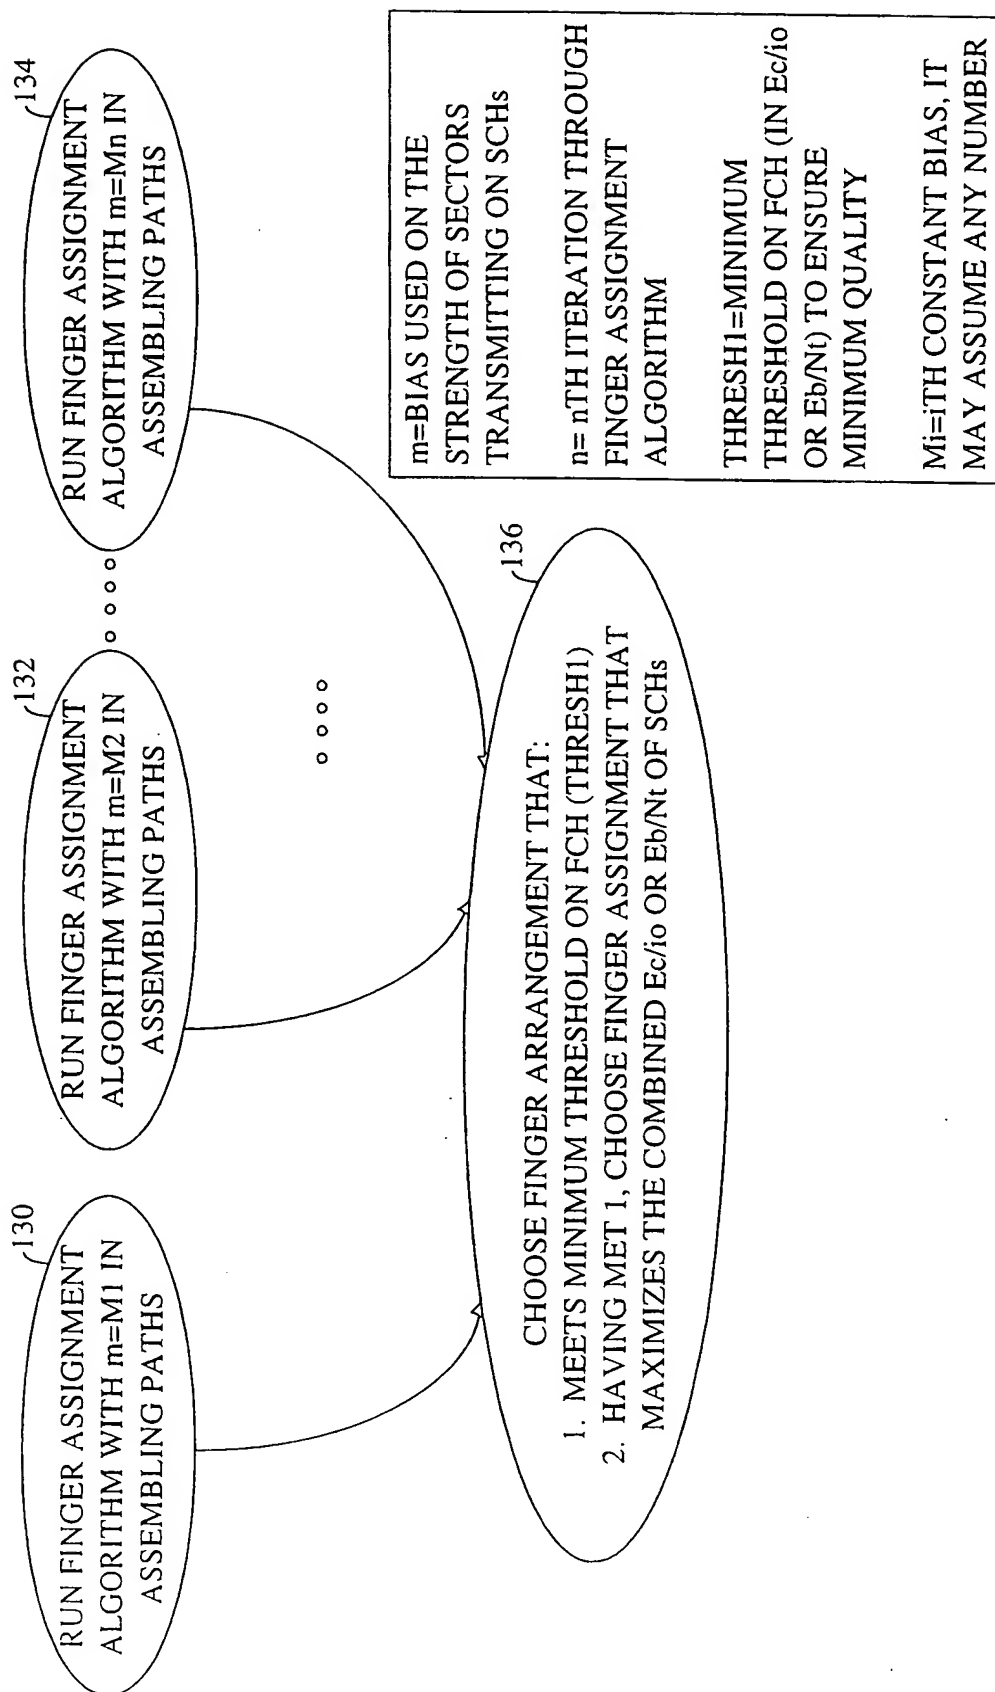 130
RUN FINGER ASSIGNMENT
ALGORITHM WITH m=M1 IN
ASSEMBLING PATHS
132
RUN FINGER ASSIGNMENT
ALGORITHM WITH m=M2 IN
ASSEMBLING PATHS
134
RUN FINGER ASSIGNMENT
ALGORITHM WITH m=Mn IN
ASSEMBLING PATHS
136
CHOOSE FINGER ARRANGEMENT THAT:
1. MEETS MINIMUM THRESHOLD ON FCH (THRESH1)
2. HAVING MET 1, CHOOSE FINGER ASSIGNMENT THAT
MAXIMIZES THE COMBINED Ec/io OR Eb/Nt OF SCHs
m=BIAS USED ON THE
STRENGTH OF SECTORS
TRANSMITTING ON SCHs
n= nTH ITERATION THROUGH
FINGER ASSIGNMENT
ALGORITHM
THRESH1=MINIMUM
THRESHOLD ON FCH (IN Ec/io
OR Eb/Nt) TO ENSURE
MINIMUM QUALITY
Mi=iTH CONSTANT BIAS, IT
MAY ASSUME ANY NUMBER